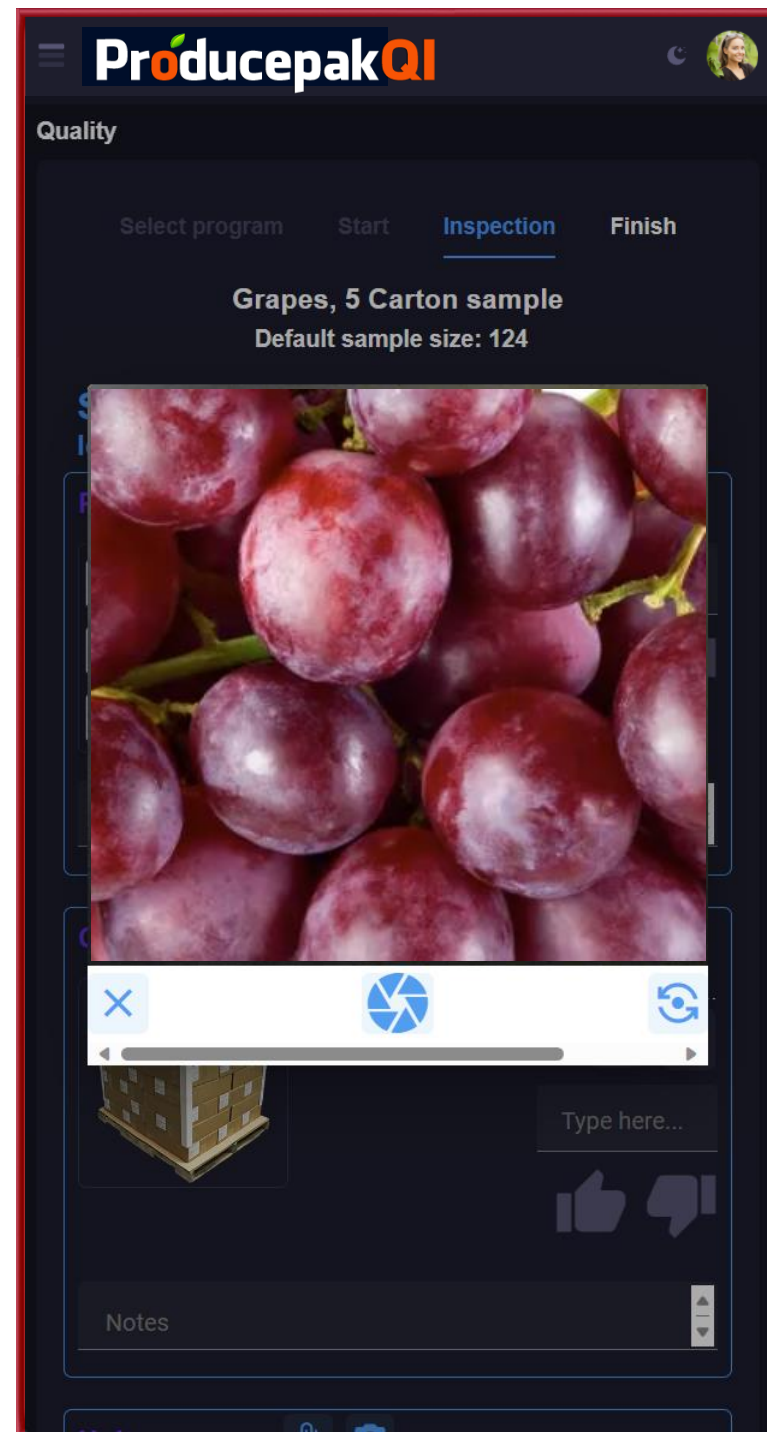 ProducepakQI
Quality
Select program Start Inspection Finish
Grapes, 5 Carton sample
Default sample size: 124
Type here...
Notes